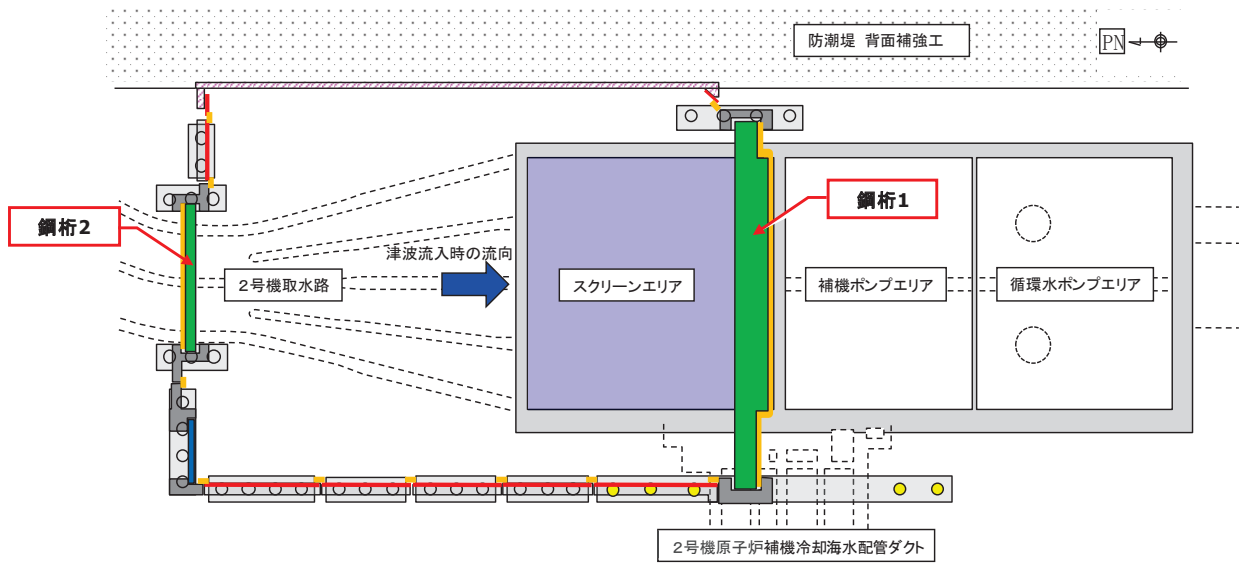 防潮堤 背面補強工
PN
鋼桁1
鋼桁2
津波流入時の流向
2号機取水路
スクリーンエリア
補機ポンプエリア
循環水ポンプエリア
2号機原子炉補機冷却海水配管ダクト